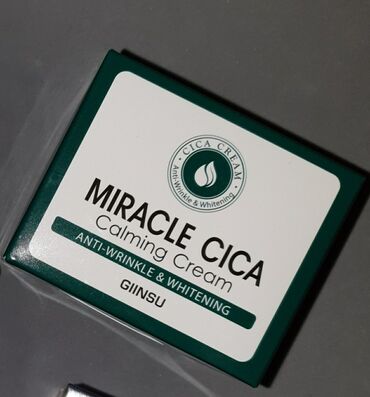 CICA CREAM
Anti-Wrinkle & Whitening
MIRACLE CICA
Calming Cream
ANTI-WRINKLE & WHITENING
GIINSU